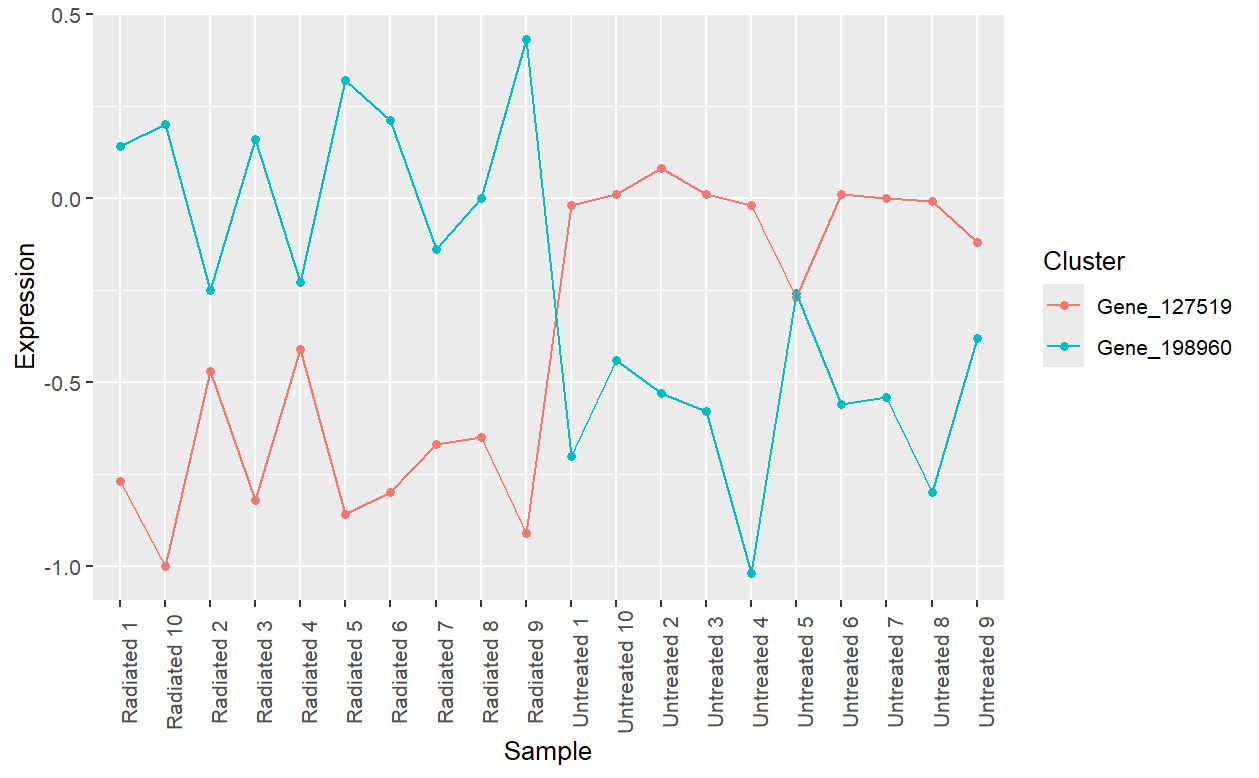 0.5
0.0
-0.5
-1.0
Expression
Radiated 1
Radiated 10
Radiated 2
Radiated 3
Radiated 4
Radiated 5
Radiated 6
Radiated 7
Radiated 8
Radiated 9
Untreated 1
Untreated 10
Untreated 2
Untreated 3
Untreated 4
Untreated 5
Untreated 6
Untreated 7
Untreated 8
Untreated 9
Sample
Cluster
Gene_127519
Gene_198960